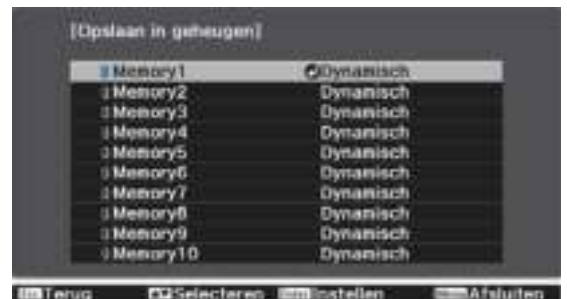 [Opslaan in geheugen]
Memory1 Dynamisch
Memory2 Dynamisch
Memory3 Dynamisch
Memory4 Dynamisch
Memory5 Dynamisch
Memory6 Dynamisch
Memory7 Dynamisch
Memory8 Dynamisch
Memory9 Dynamisch
Memory10 Dynamisch
Terug Selecteren Instellen Afsluiten